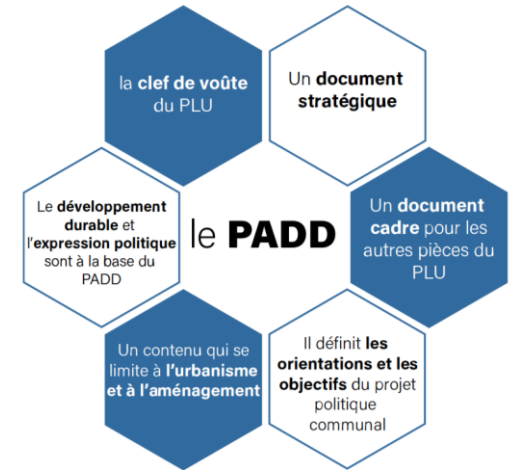 la clef de voûte
du PLU
Un document
stratégique
Le développement
durable et
l'expression politique
sont à la base du
PADD
le PADD
Un document
cadre pour les
autres pièces du
PLU
Un contenu qui se
limite à l'urbanisme
et à l'aménagement
Il définit les
orientations et les
objectifs du projet
politique
communal